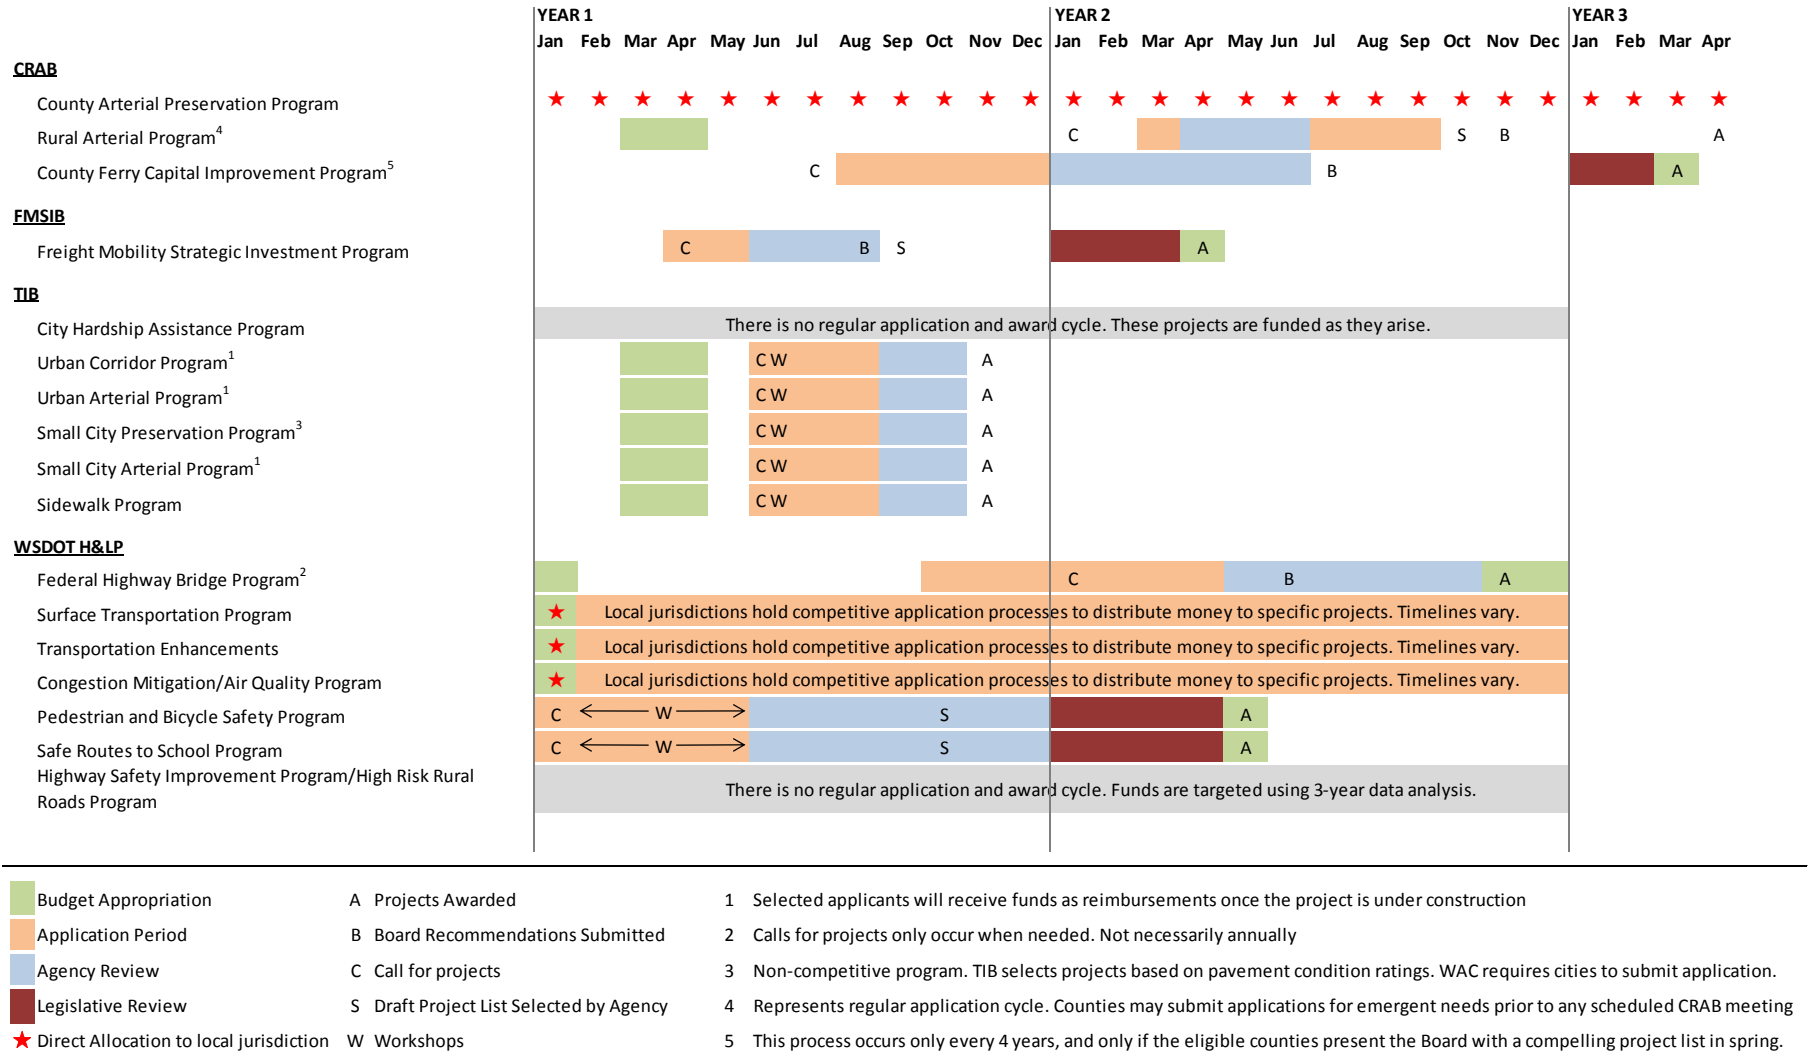 YEAR 1 YEAR 2 YEAR 3
Jan Feb Mar Apr May Jun Jul Aug Sep Oct Nov Dec Jan Feb Mar Apr May Jun Jul Aug Sep Oct Nov Dec Jan Feb Mar Apr
CRAB
County Arterial Preservation Program
Rural Arterial Program4 C S B A
County Ferry Capital Improvement Program5 C B A
FMSIB
Freight Mobility Strategic Investment Program C B S A
TIB
City Hardship Assistance Program There is no regular application and award cycle. These projects are funded as they arise.
Urban Corridor Program1 C W A
Urban Arterial Program1 C W A
Small City Preservation Program3 C W A
Small City Arterial Program1 C W A
Sidewalk Program C W A
WSDOT H&LP
Federal Highway Bridge Program2 C B A
Surface Transportation Program Local jurisdictions hold competitive application processes to distribute money to specific projects. Timelines vary.
Transportation Enhancements Local jurisdictions hold competitive application processes to distribute money to specific projects. Timelines vary.
Congestion Mitigation/Air Quality Program Local jurisdictions hold competitive application processes to distribute money to specific projects. Timelines vary.
Pedestrian and Bicycle Safety Program C W S A
Safe Routes to School Program C W S A
Highway Safety Improvement Program/High Risk Rural
Roads Program There is no regular application and award cycle. Funds are targeted using 3-year data analysis.
Budget Appropriation A Projects Awarded 1 Selected applicants will receive funds as reimbursements once the project is under construction
Application Period B Board Recommendations Submitted 2 Calls for projects only occur when needed. Not necessarily annually
Agency Review C Call for projects 3 Non-competitive program. TIB selects projects based on pavement condition ratings. WAC requires cities to submit application.
Legislative Review S Draft Project List Selected by Agency 4 Represents regular application cycle. Counties may submit applications for emergent needs prior to any scheduled CRAB meeting
Direct Allocation to local jurisdiction W Workshops 5 This process occurs only every 4 years, and only if the eligible counties present the Board with a compelling project list in spring.